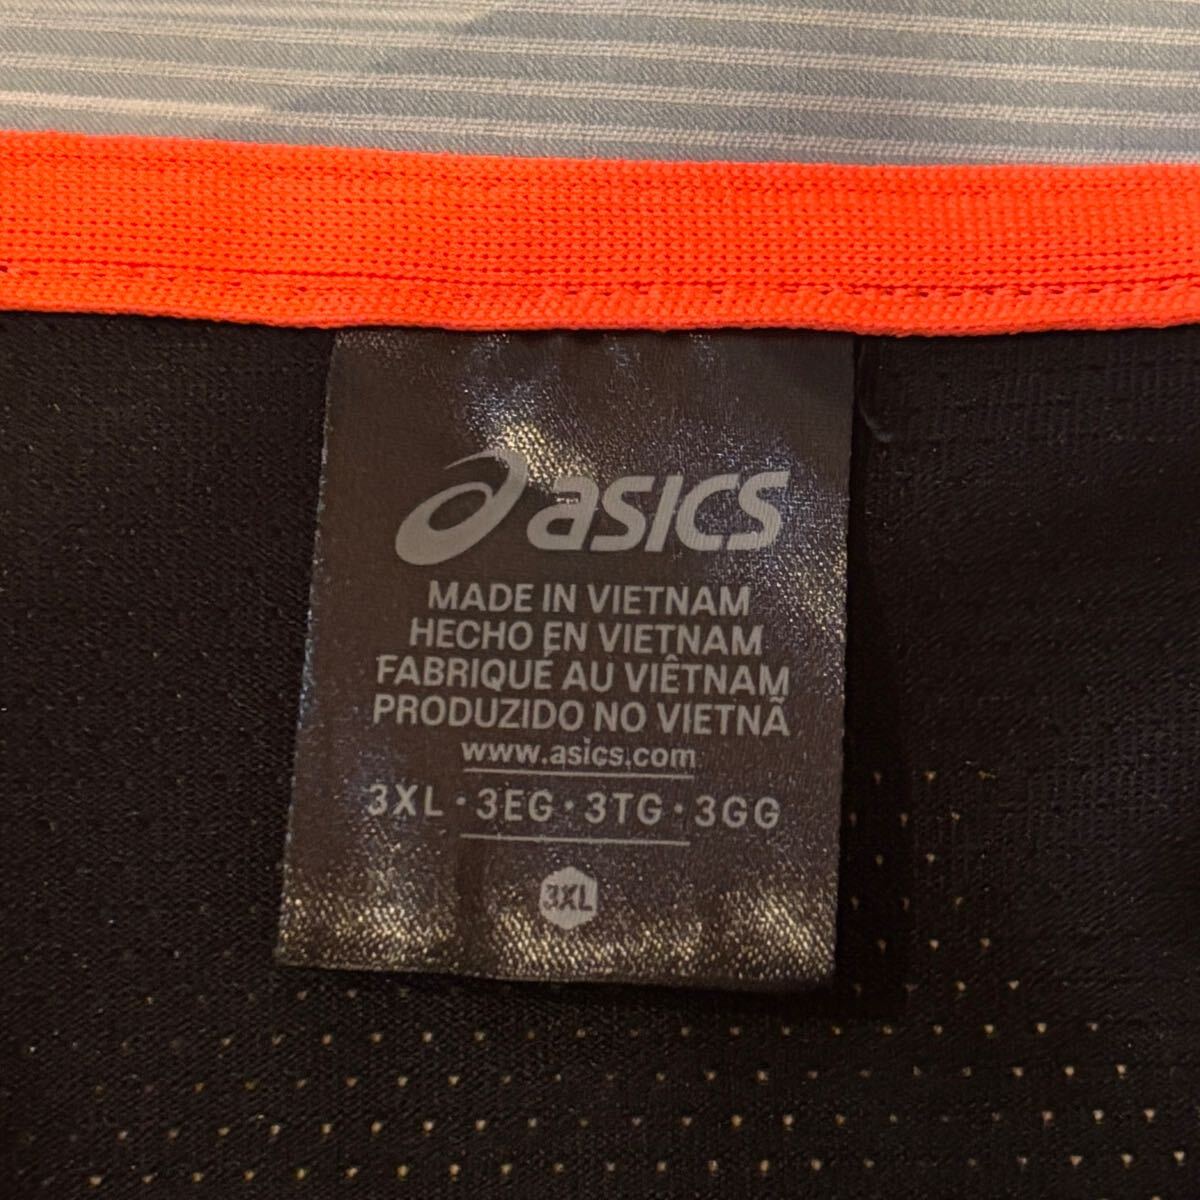 asics
MADE IN VIETNAM
HECHO EN VIETNAM
FABRIQUÉ AU VIÊTNAM
PRODUZIDO NO VIETNÃ
www.asics.com
3XL · 3EG · 3TG · 3GG
3XL